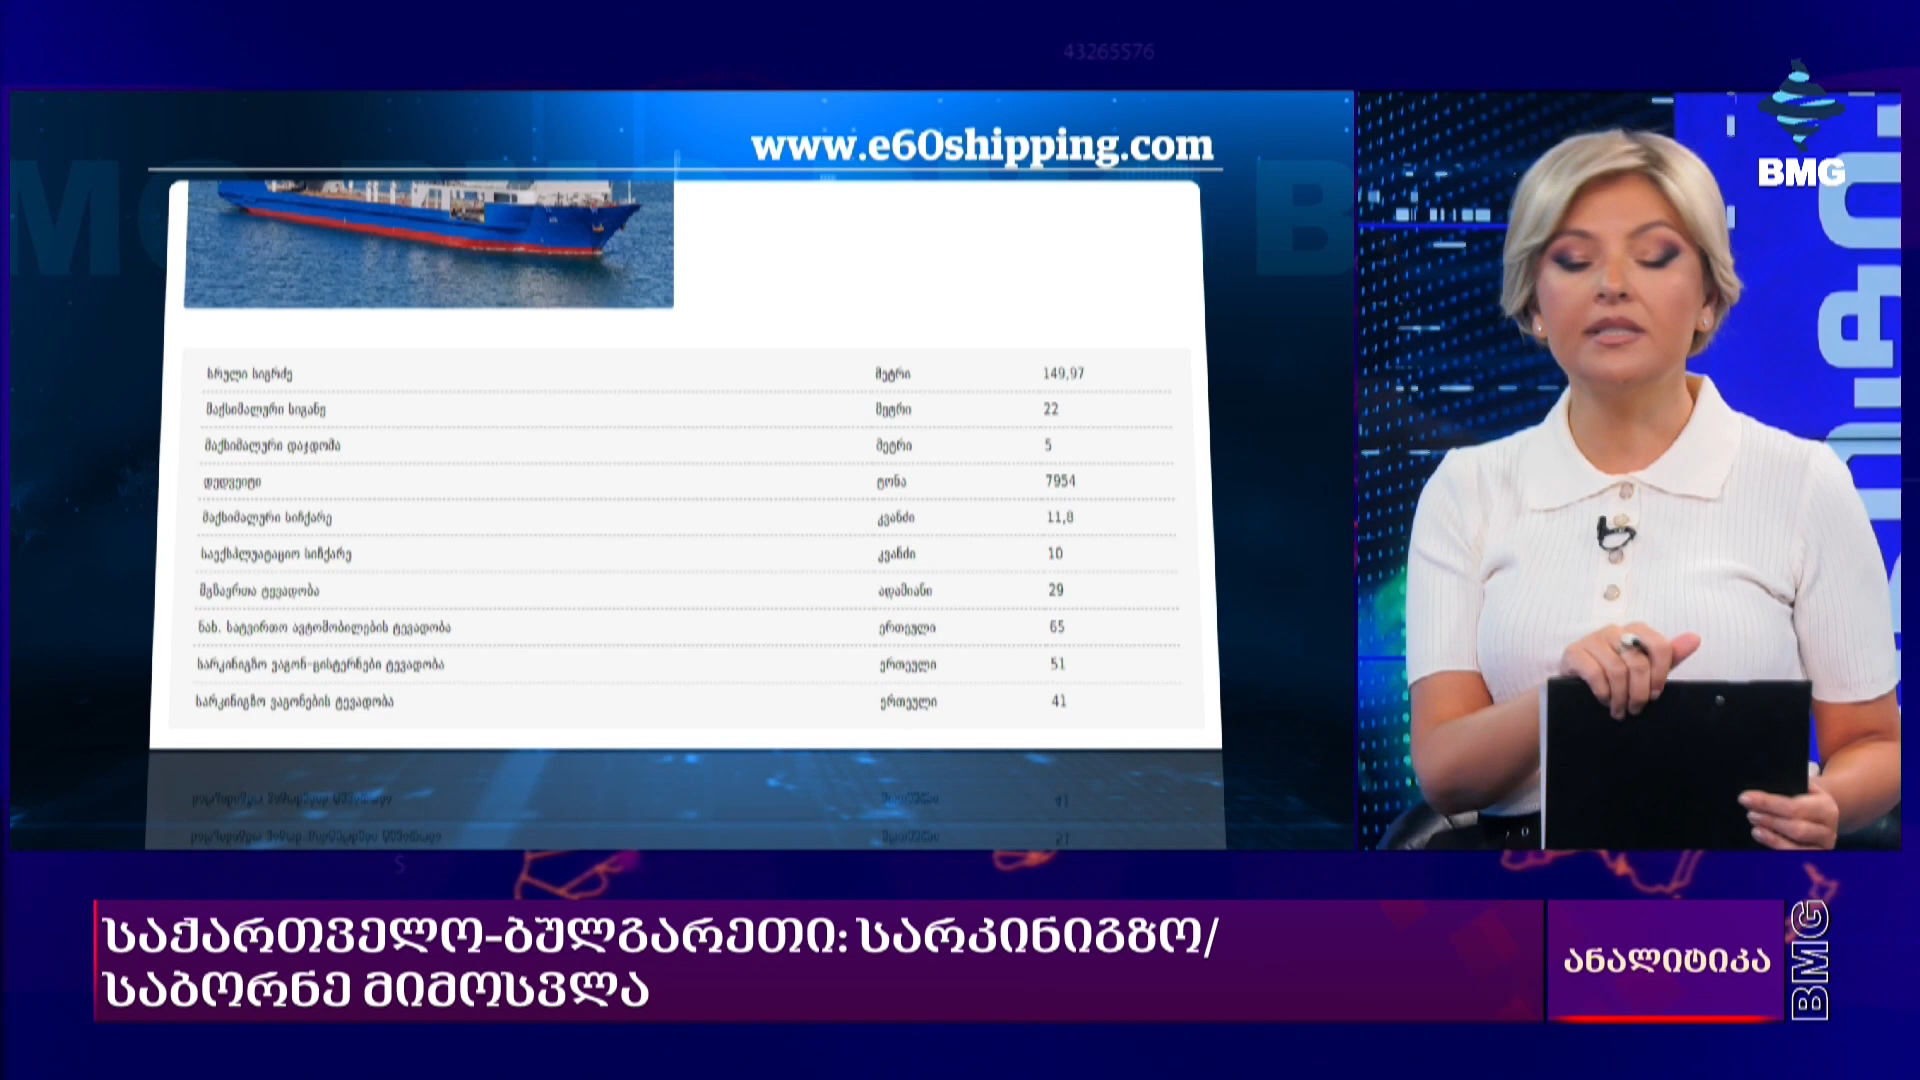 43265576
www.e60shipping.com
BMG
სრული სიგრძე მეტრი 149,97
მაქსიმალური სიგანე მეტრი 22
მაქსიმალური დაჯდომა მეტრი 5
დედვეიტი ტონა 7954
მაქსიმალური სიჩქარე კვანძი 11,8
საექსპლუატაციო სიჩქარე კვანძი 10
მგზავრთა ტევადობა ადამიანი 29
ნახ. სატვირთო ავტომობილების ტევადობა ერთეული 65
სარკინიგზო ვაგონ-ცისტერნები ტევადობა ერთეული 51
სარკინიგზო ვაგონების ტევადობა ერთეული 41
საქართველო-ბულგარეთი: სარკინიგზო/
საბორნე მიმოსვლა
ანალიტიკა
BMG